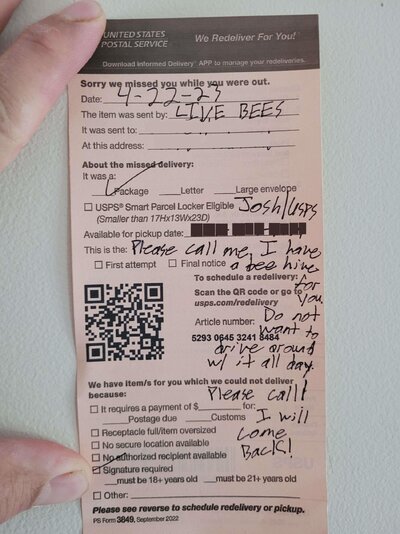 UNITED STATES
POSTAL SERVICE
We Redeliver For You!
Download Informed Delivery® APP to manage your redeliveries.
Sorry we missed you while you were out.
Date: 4-22-23
The item was sent by: LIVE BEES
It was sent to:
At this address:
About the missed delivery:
It was a:
Package Letter Large envelope
USPS® Smart Parcel Locker Eligible
(Smaller than 17Hx13Wx23D)
Josh/USPS
Available for pickup date:
This is the: Please call me, I have
First attempt Final notice a bee hive
To schedule a redelivery: for
Scan the QR code or go to you
usps.com/redelivery
Do not
Article number: want to
5293 0645 3241 8484
drive around
w/ it all day.
We have item/s for you which we could not deliver
because: Please call!
It requires a payment of $ for:
Postage due Customs I will
Receptacle full/item oversized
No secure location available come
No authorized recipient available Back!
Signature required
must be 18+ years old must be 21+ years old
Other:
Please see reverse to schedule redelivery or pickup.
PS Form 3849, September 2022